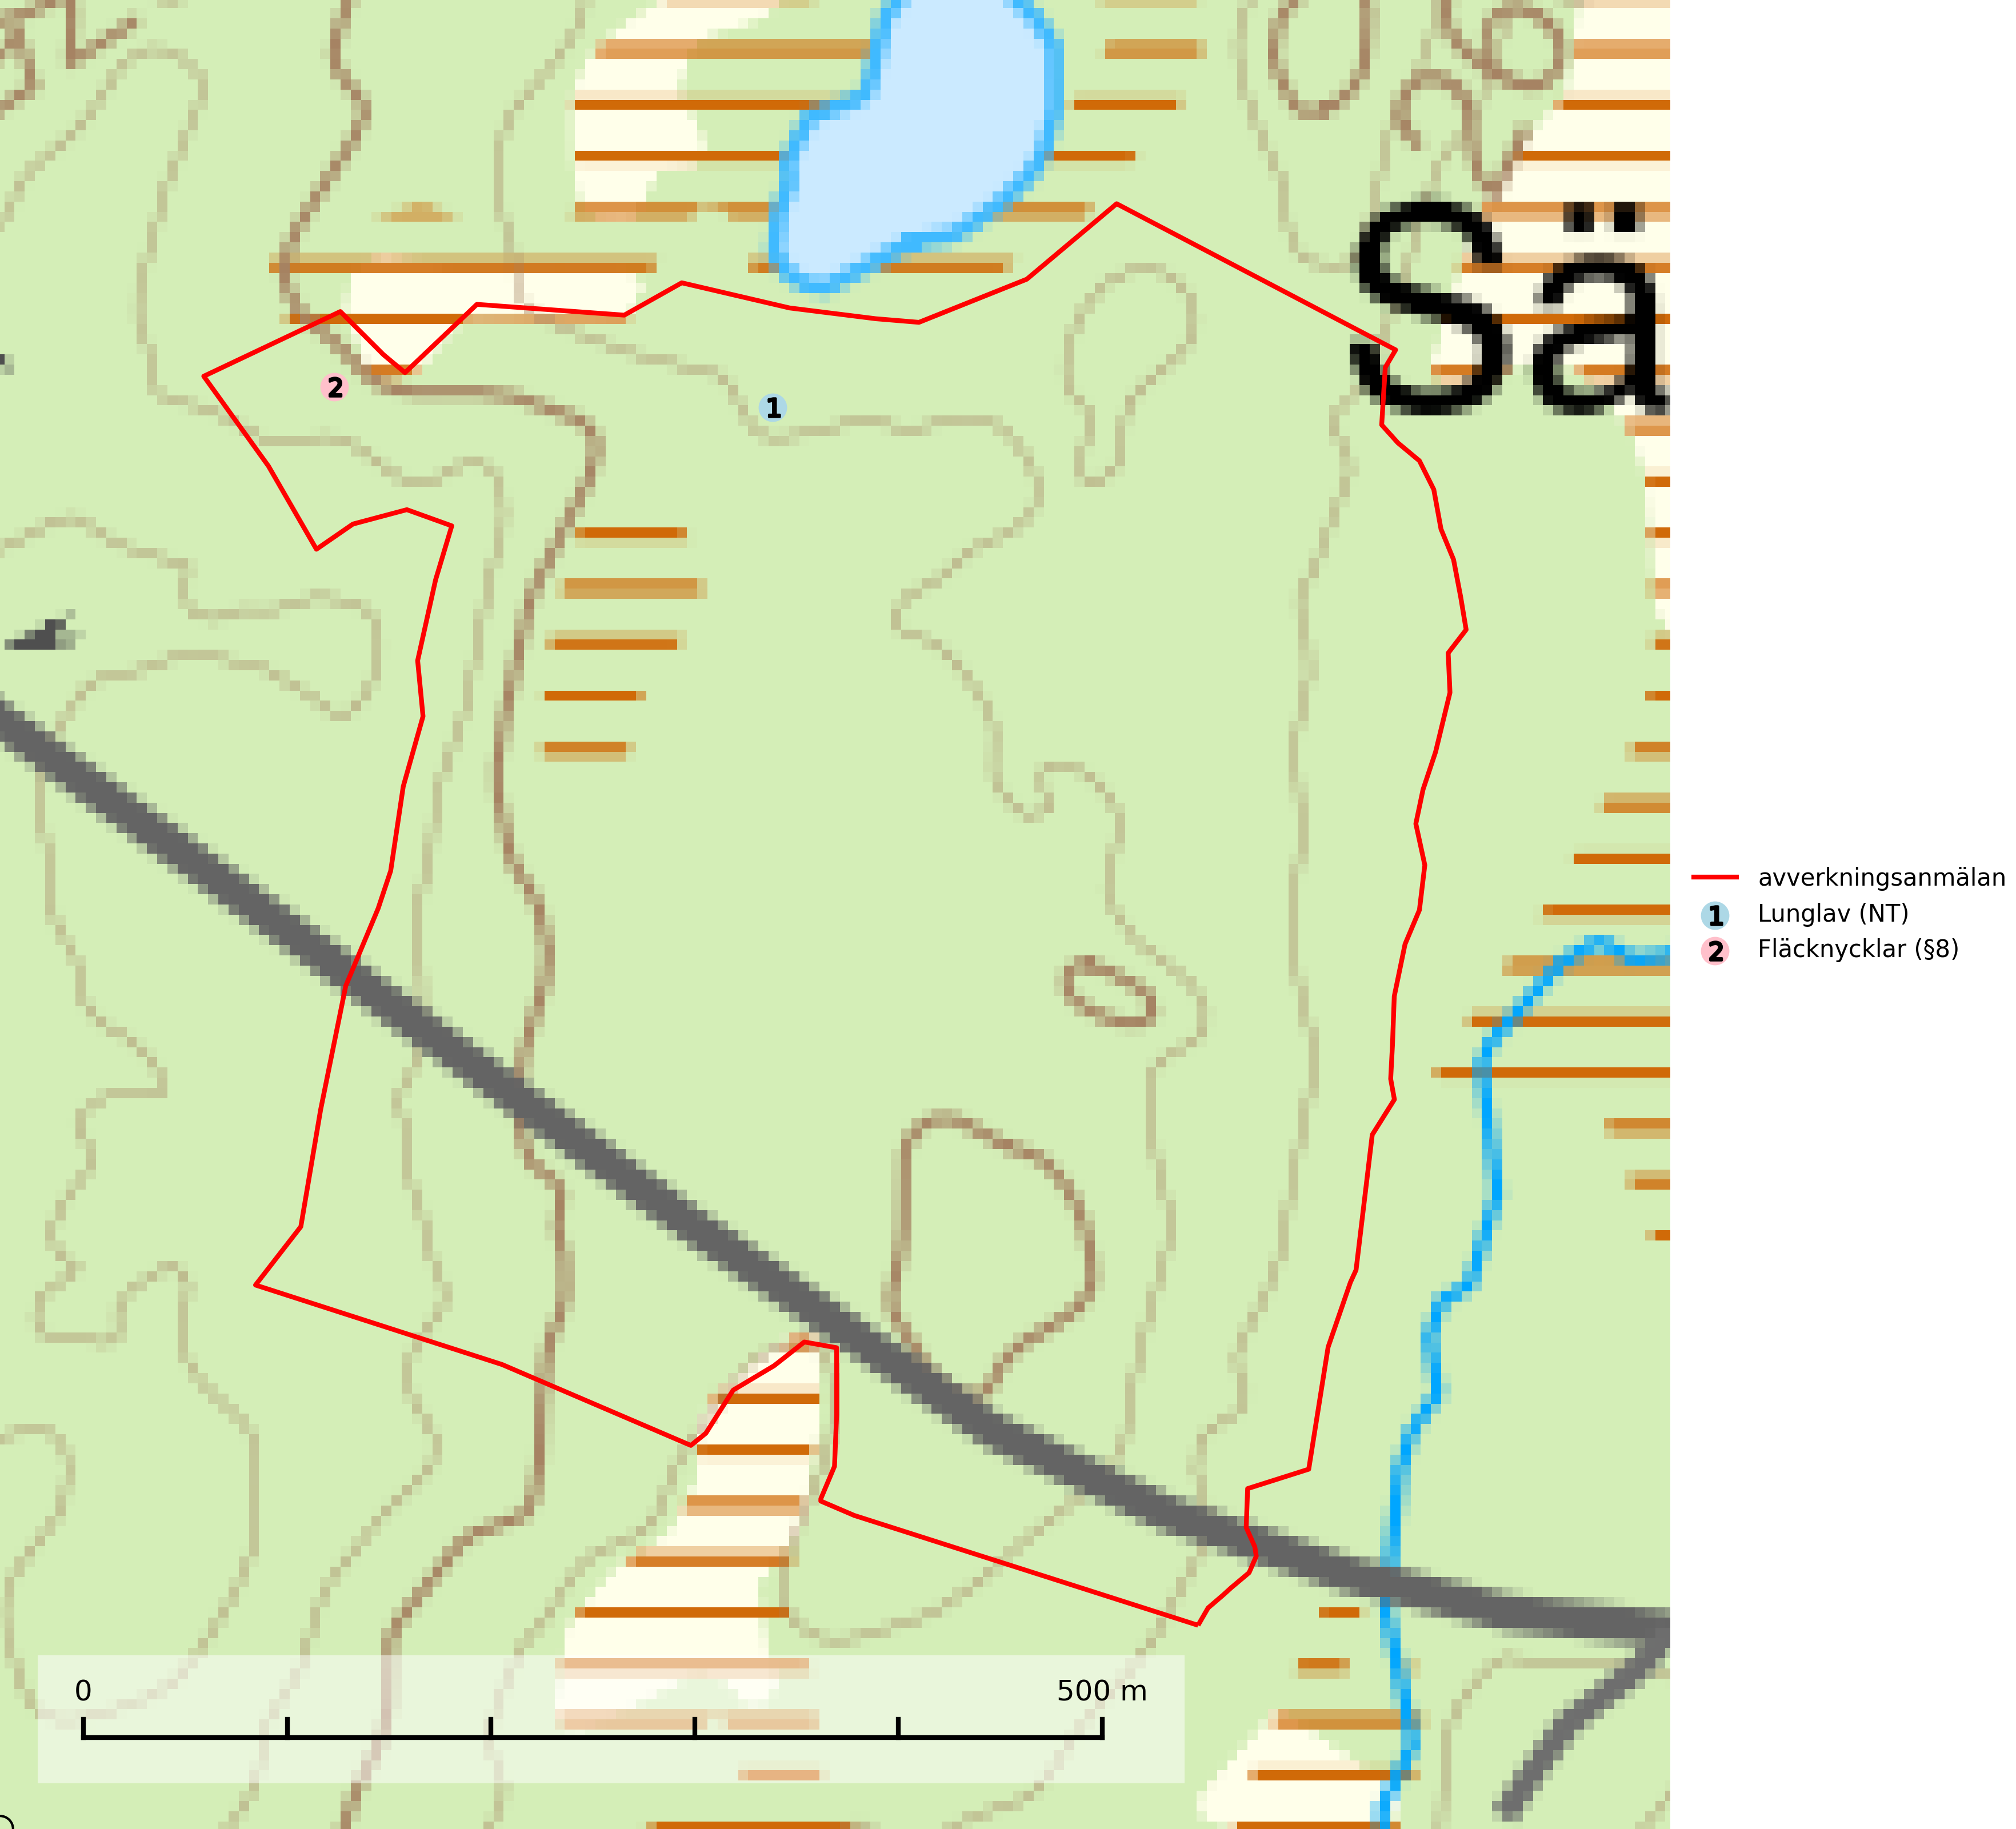 Sä
2
1
avverkningsanmälan
1 Lunglav (NT)
2 Fläcknycklar (§8)
0 500 m